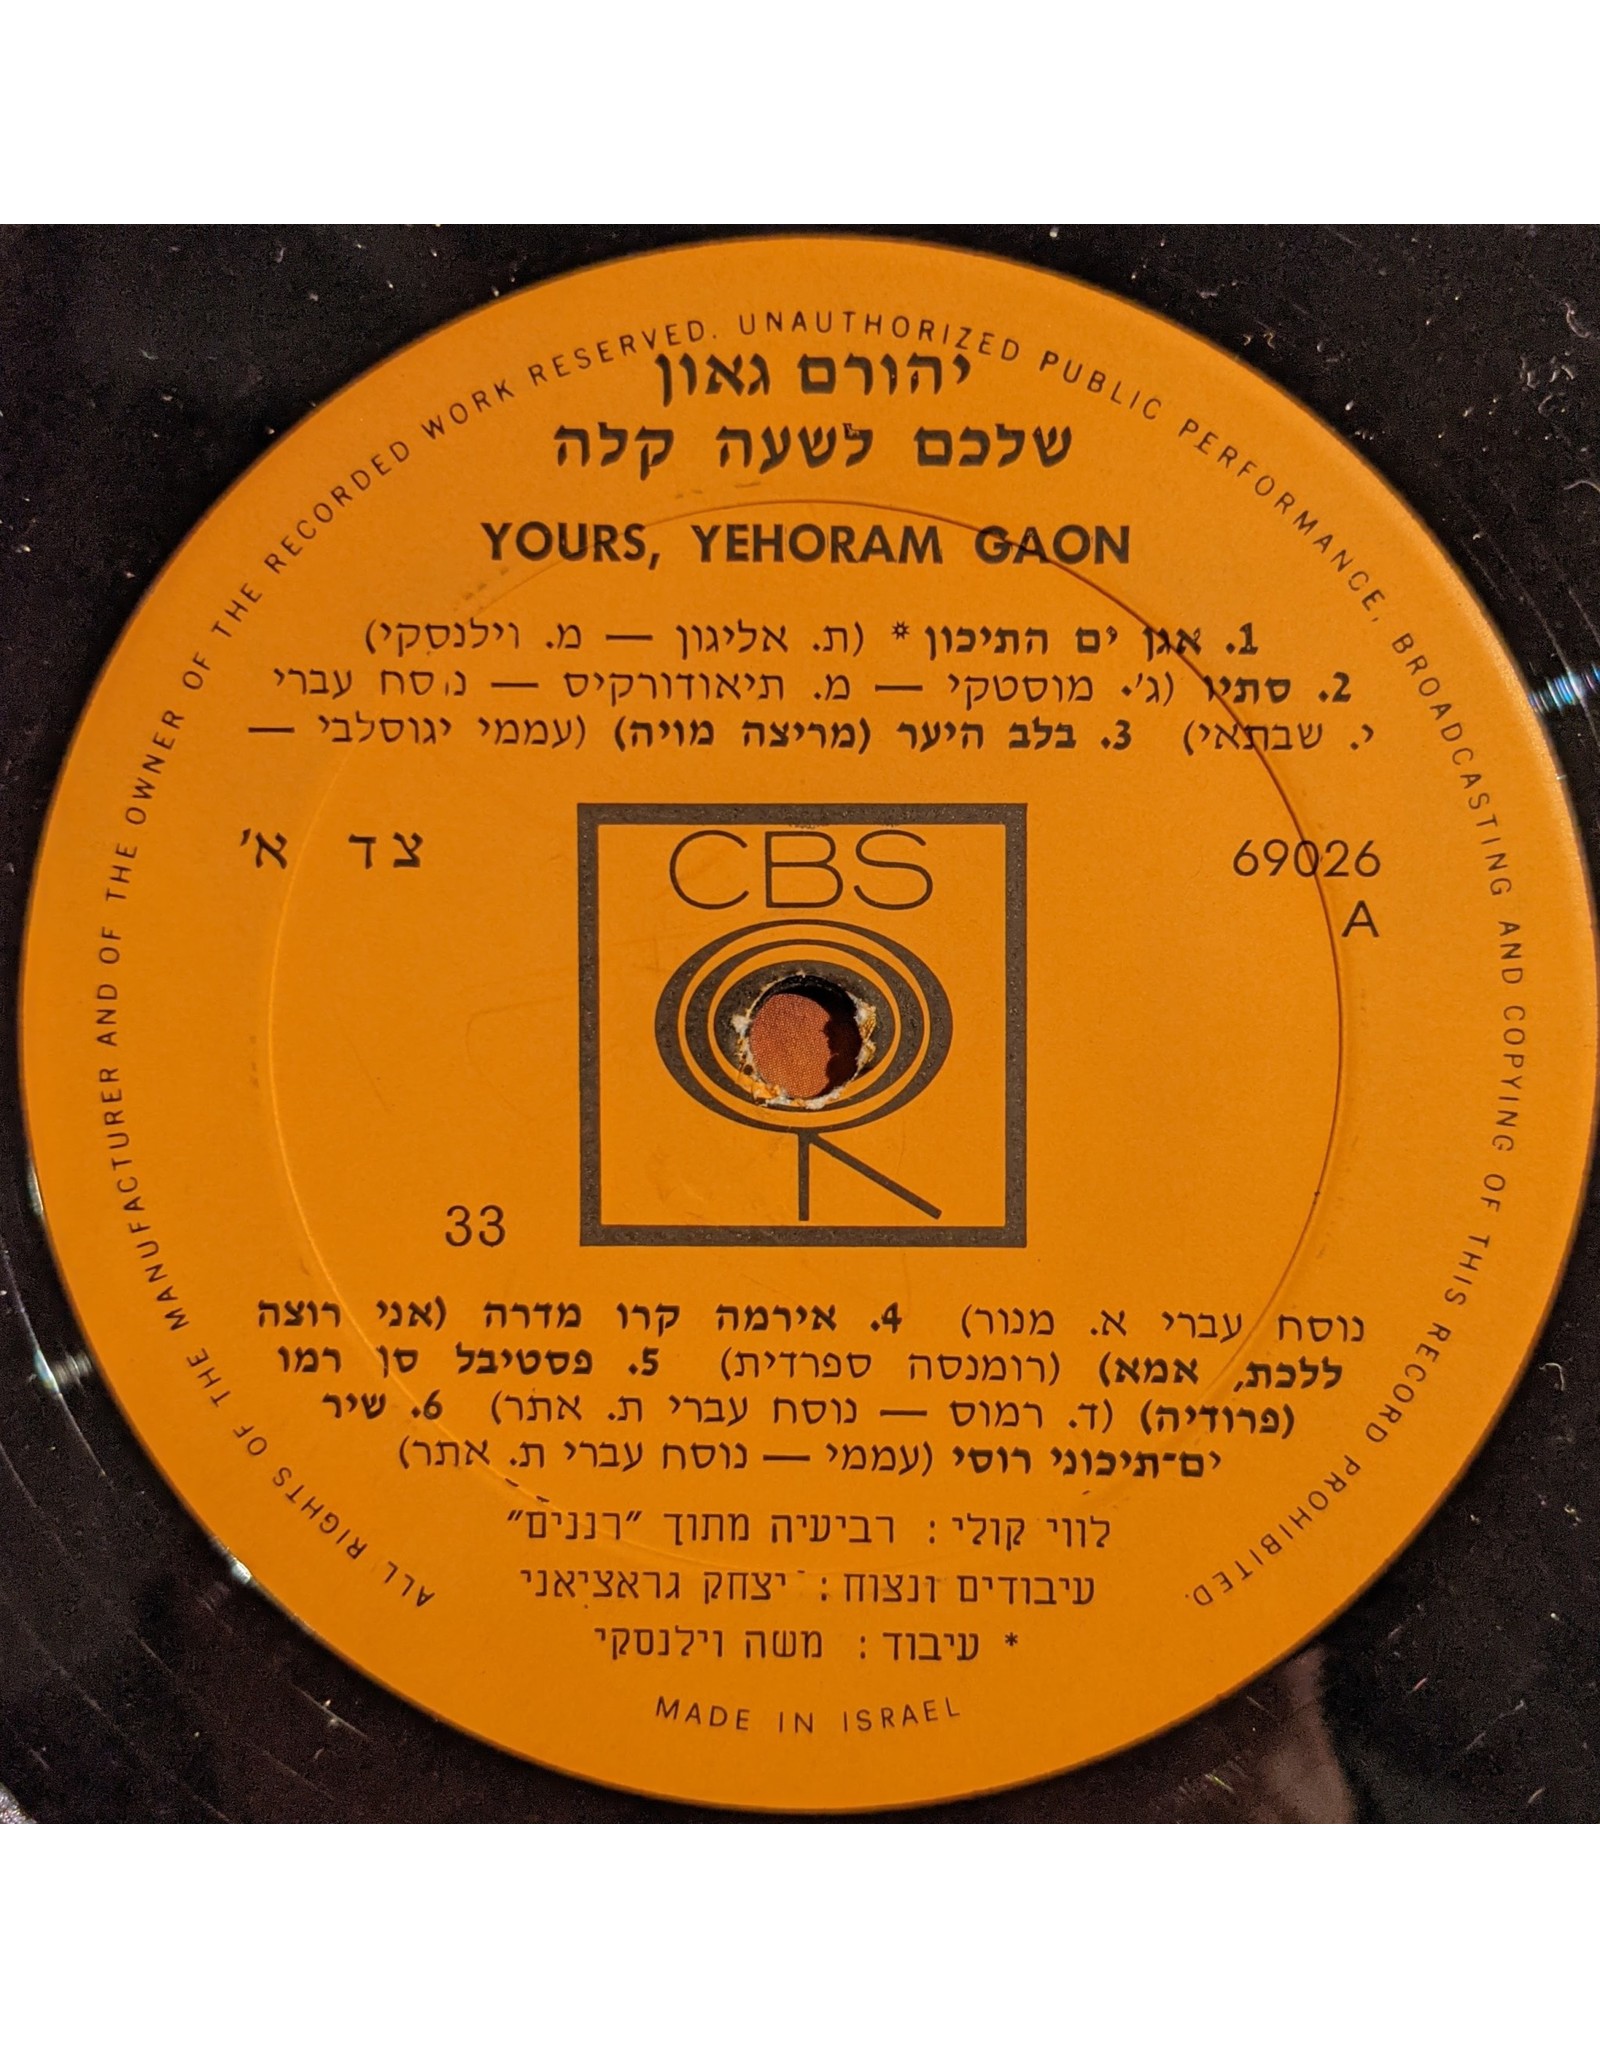 ALL RIGHTS OF THE MANUFACTURER AND OF THE OWNER OF THE RECORDED WORK RESERVED. UNAUTHORIZED PUBLIC PERFORMANCE, BROADCASTING AND COPYING OF THIS RECORD PROHIBITED.
יהורם גאון
שלכם לשעה קלה
YOURS, YEHORAM GAON
1. אגן ים התיכון * (ת. אליגון — מ. וילנסקי)
2. סתיו (ג'. מוסטקי — מ. תיאודורקיס — נוסח עברי
י. שבתאי) 3. בלב היער (מריצה מויה) (עממי יגוסלבי —
צד א'
CBS
69026
A
33
נוסח עברי א. מנור) 4. אירמה קרו מדרה (אני רוצה
ללכת, אמא) (רומנסה ספרדית) 5. פסטיבל סן רמו
(פרודיה) (ד. רמוס — נוסח עברי ת. אתר) 6. שיר
ים־תיכוני רוסי (עממי — נוסח עברי ת. אתר)
לווי קולי : רביעיה מתוך "רננים"
עיבודים ונצוח : יצחק גראציאני
* עיבוד : משה וילנסקי
MADE IN ISRAEL